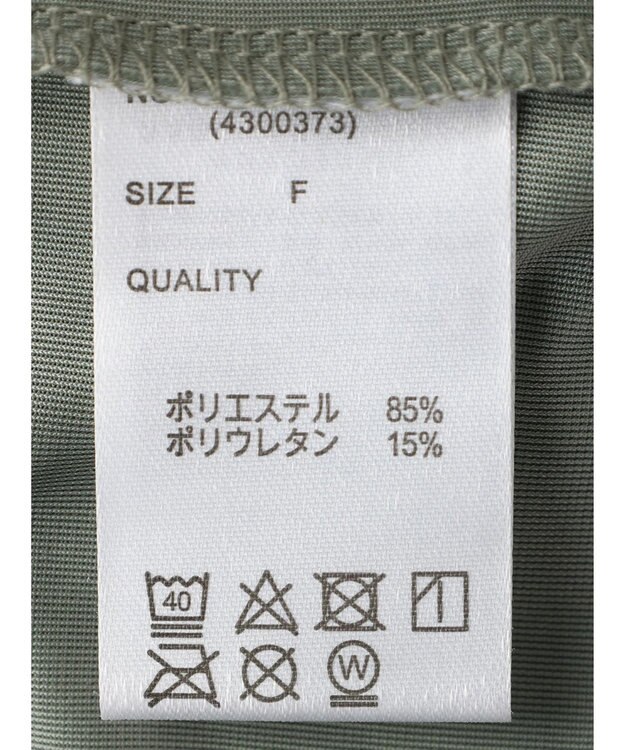 (4300373)
SIZE F
QUALITY
ポリエステル 85%
ポリウレタン 15%
40
W